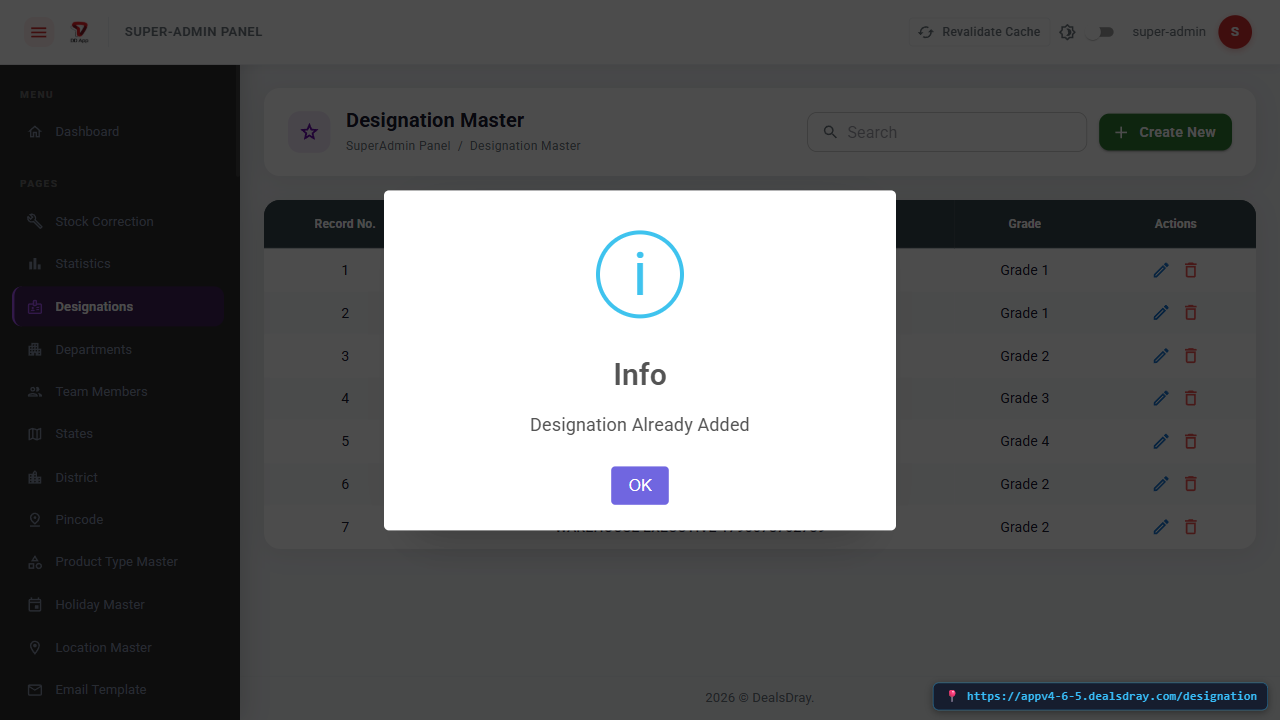 SUPER-ADMIN PANEL
Revalidate Cache
super-admin
S
MENU
Dashboard
PAGES
Stock Correction
Statistics
Designations
Departments
Team Members
States
District
Pincode
Product Type Master
Holiday Master
Location Master
Email Template
Designation Master
SuperAdmin Panel / Designation Master
Search
Create New
Record No. Grade Actions
1 Grade 1
2 Grade 1
3 Grade 2
4 Grade 3
5 Grade 4
6 Grade 2
7 Grade 2
i
Info
Designation Already Added
OK
2026 © DealsDray.
https://appv4-6-5.dealsdray.com/designation